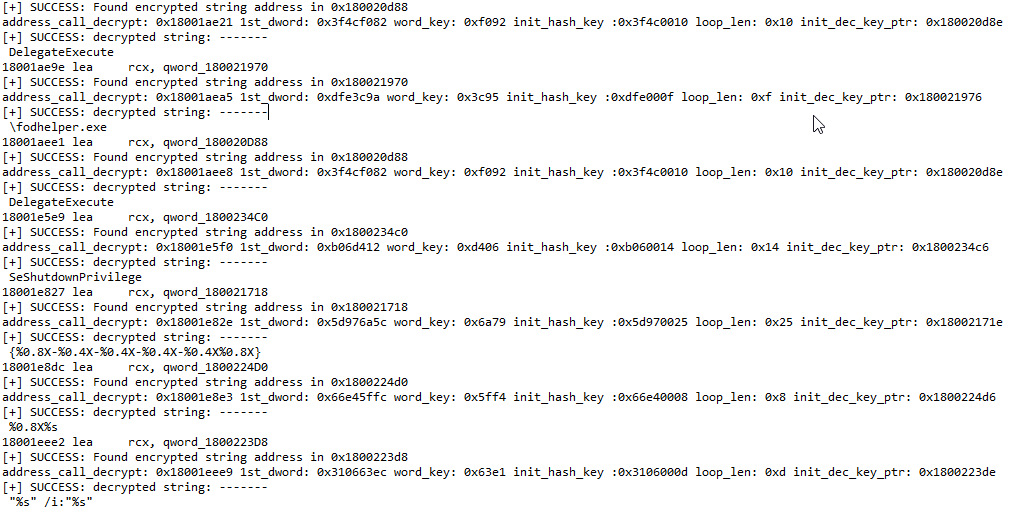 [+] SUCCESS: Found encrypted string address in 0x180020d88
address_call_decrypt: 0x18001ae21 1st_dword: 0x3f4cf082 word_key: 0xf092 init_hash_key :0x3f4c0010 loop_len: 0x10 init_dec_key_ptr: 0x180020d8e
[+] SUCCESS: decrypted string: -------
DelegateExecute
18001ae9e lea rcx, qword_180021970
[+] SUCCESS: Found encrypted string address in 0x180021970
address_call_decrypt: 0x18001aea5 1st_dword: 0xdfe3c9a word_key: 0x3c95 init_hash_key :0xdfe000f loop_len: 0xf init_dec_key_ptr: 0x180021976
[+] SUCCESS: decrypted string: -------
\fodhelper.exe
18001aee1 lea rcx, qword_180020D88
[+] SUCCESS: Found encrypted string address in 0x180020d88
address_call_decrypt: 0x18001aee8 1st_dword: 0x3f4cf082 word_key: 0xf092 init_hash_key :0x3f4c0010 loop_len: 0x10 init_dec_key_ptr: 0x180020d8e
[+] SUCCESS: decrypted string: -------
DelegateExecute
18001e5e9 lea rcx, qword_1800234C0
[+] SUCCESS: Found encrypted string address in 0x1800234c0
address_call_decrypt: 0x18001e5f0 1st_dword: 0xb06d412 word_key: 0xd406 init_hash_key :0xb060014 loop_len: 0x14 init_dec_key_ptr: 0x1800234c6
[+] SUCCESS: decrypted string: -------
SeShutdownPrivilege
18001e827 lea rcx, qword_180021718
[+] SUCCESS: Found encrypted string address in 0x180021718
address_call_decrypt: 0x18001e82e 1st_dword: 0x5d976a5c word_key: 0x6a79 init_hash_key :0x5d970025 loop_len: 0x25 init_dec_key_ptr: 0x18002171e
[+] SUCCESS: decrypted string: -------
{%0.8X-%0.4X-%0.4X-%0.4X-%0.4X%0.8X}
18001e8dc lea rcx, qword_1800224D0
[+] SUCCESS: Found encrypted string address in 0x1800224d0
address_call_decrypt: 0x18001e8e3 1st_dword: 0x66e45ffc word_key: 0x5ff4 init_hash_key :0x66e40008 loop_len: 0x8 init_dec_key_ptr: 0x1800224d6
[+] SUCCESS: decrypted string: -------
%0.8X%s
18001eee2 lea rcx, qword_1800223D8
[+] SUCCESS: Found encrypted string address in 0x1800223d8
address_call_decrypt: 0x18001eee9 1st_dword: 0x310663ec word_key: 0x63e1 init_hash_key :0x3106000d loop_len: 0xd init_dec_key_ptr: 0x1800223de
[+] SUCCESS: decrypted string: -------
"%s" /i:"%s"